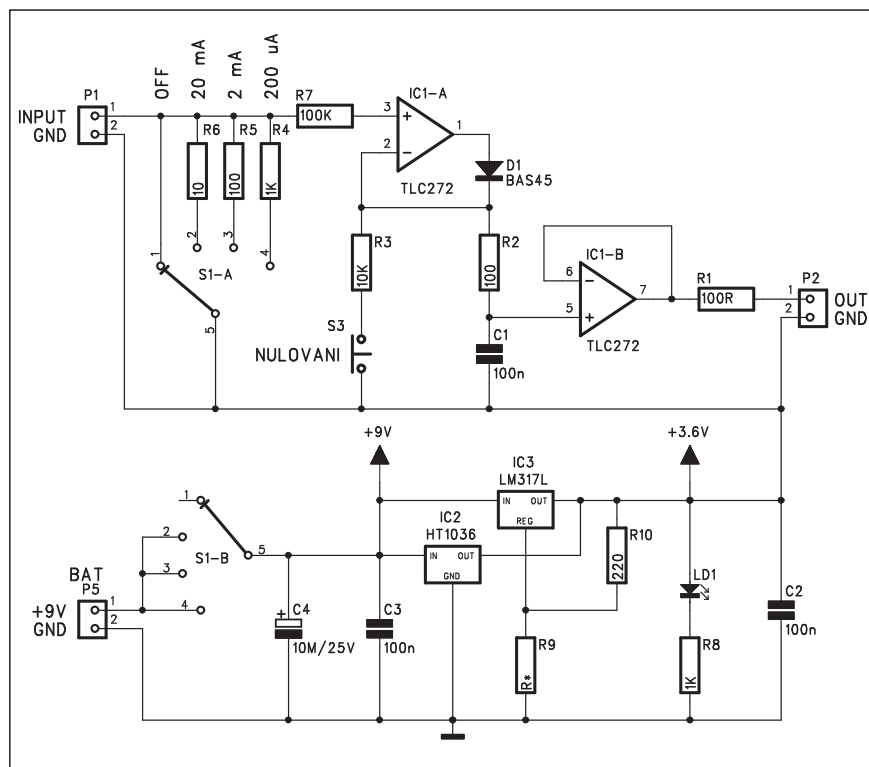 OFF
20 mA
2 mA
200 uA
P1
INPUT
GND
1
2
R6
10
R5
100
R4
1K
R7
100K
IC1-A
3
+
2
-
1
TLC272
D1
BAS45
1
2
3
4
S1-A
5
R3
10K
R2
100
IC1-B
6
-
5
+
7
TLC272
R1
100R
P2
1
2
OUT
GND
S3
NULOVANI
C1
100n
+9V
+3.6V
IC3
LM317L
IN
OUT
REG
1
2
3
4
S1-B
5
IC2
HT1036
IN
OUT
GND
R10
220
LD1
BAT
P5
+9V
GND
1
2
+
C4
10M/25V
C3
100n
R9
R*
R8
1K
C2
100n